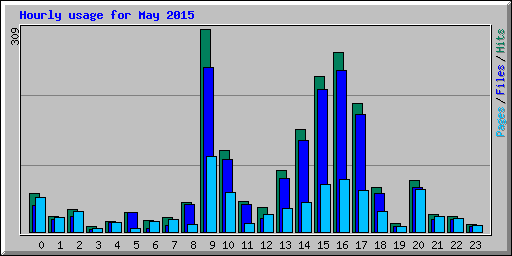 Hourly usage for May 2015
309
Pages / Files / Hits
0 1 2 3 4 5 6 7 8 9 10 11 12 13 14 15 16 17 18 19 20 21 22 23